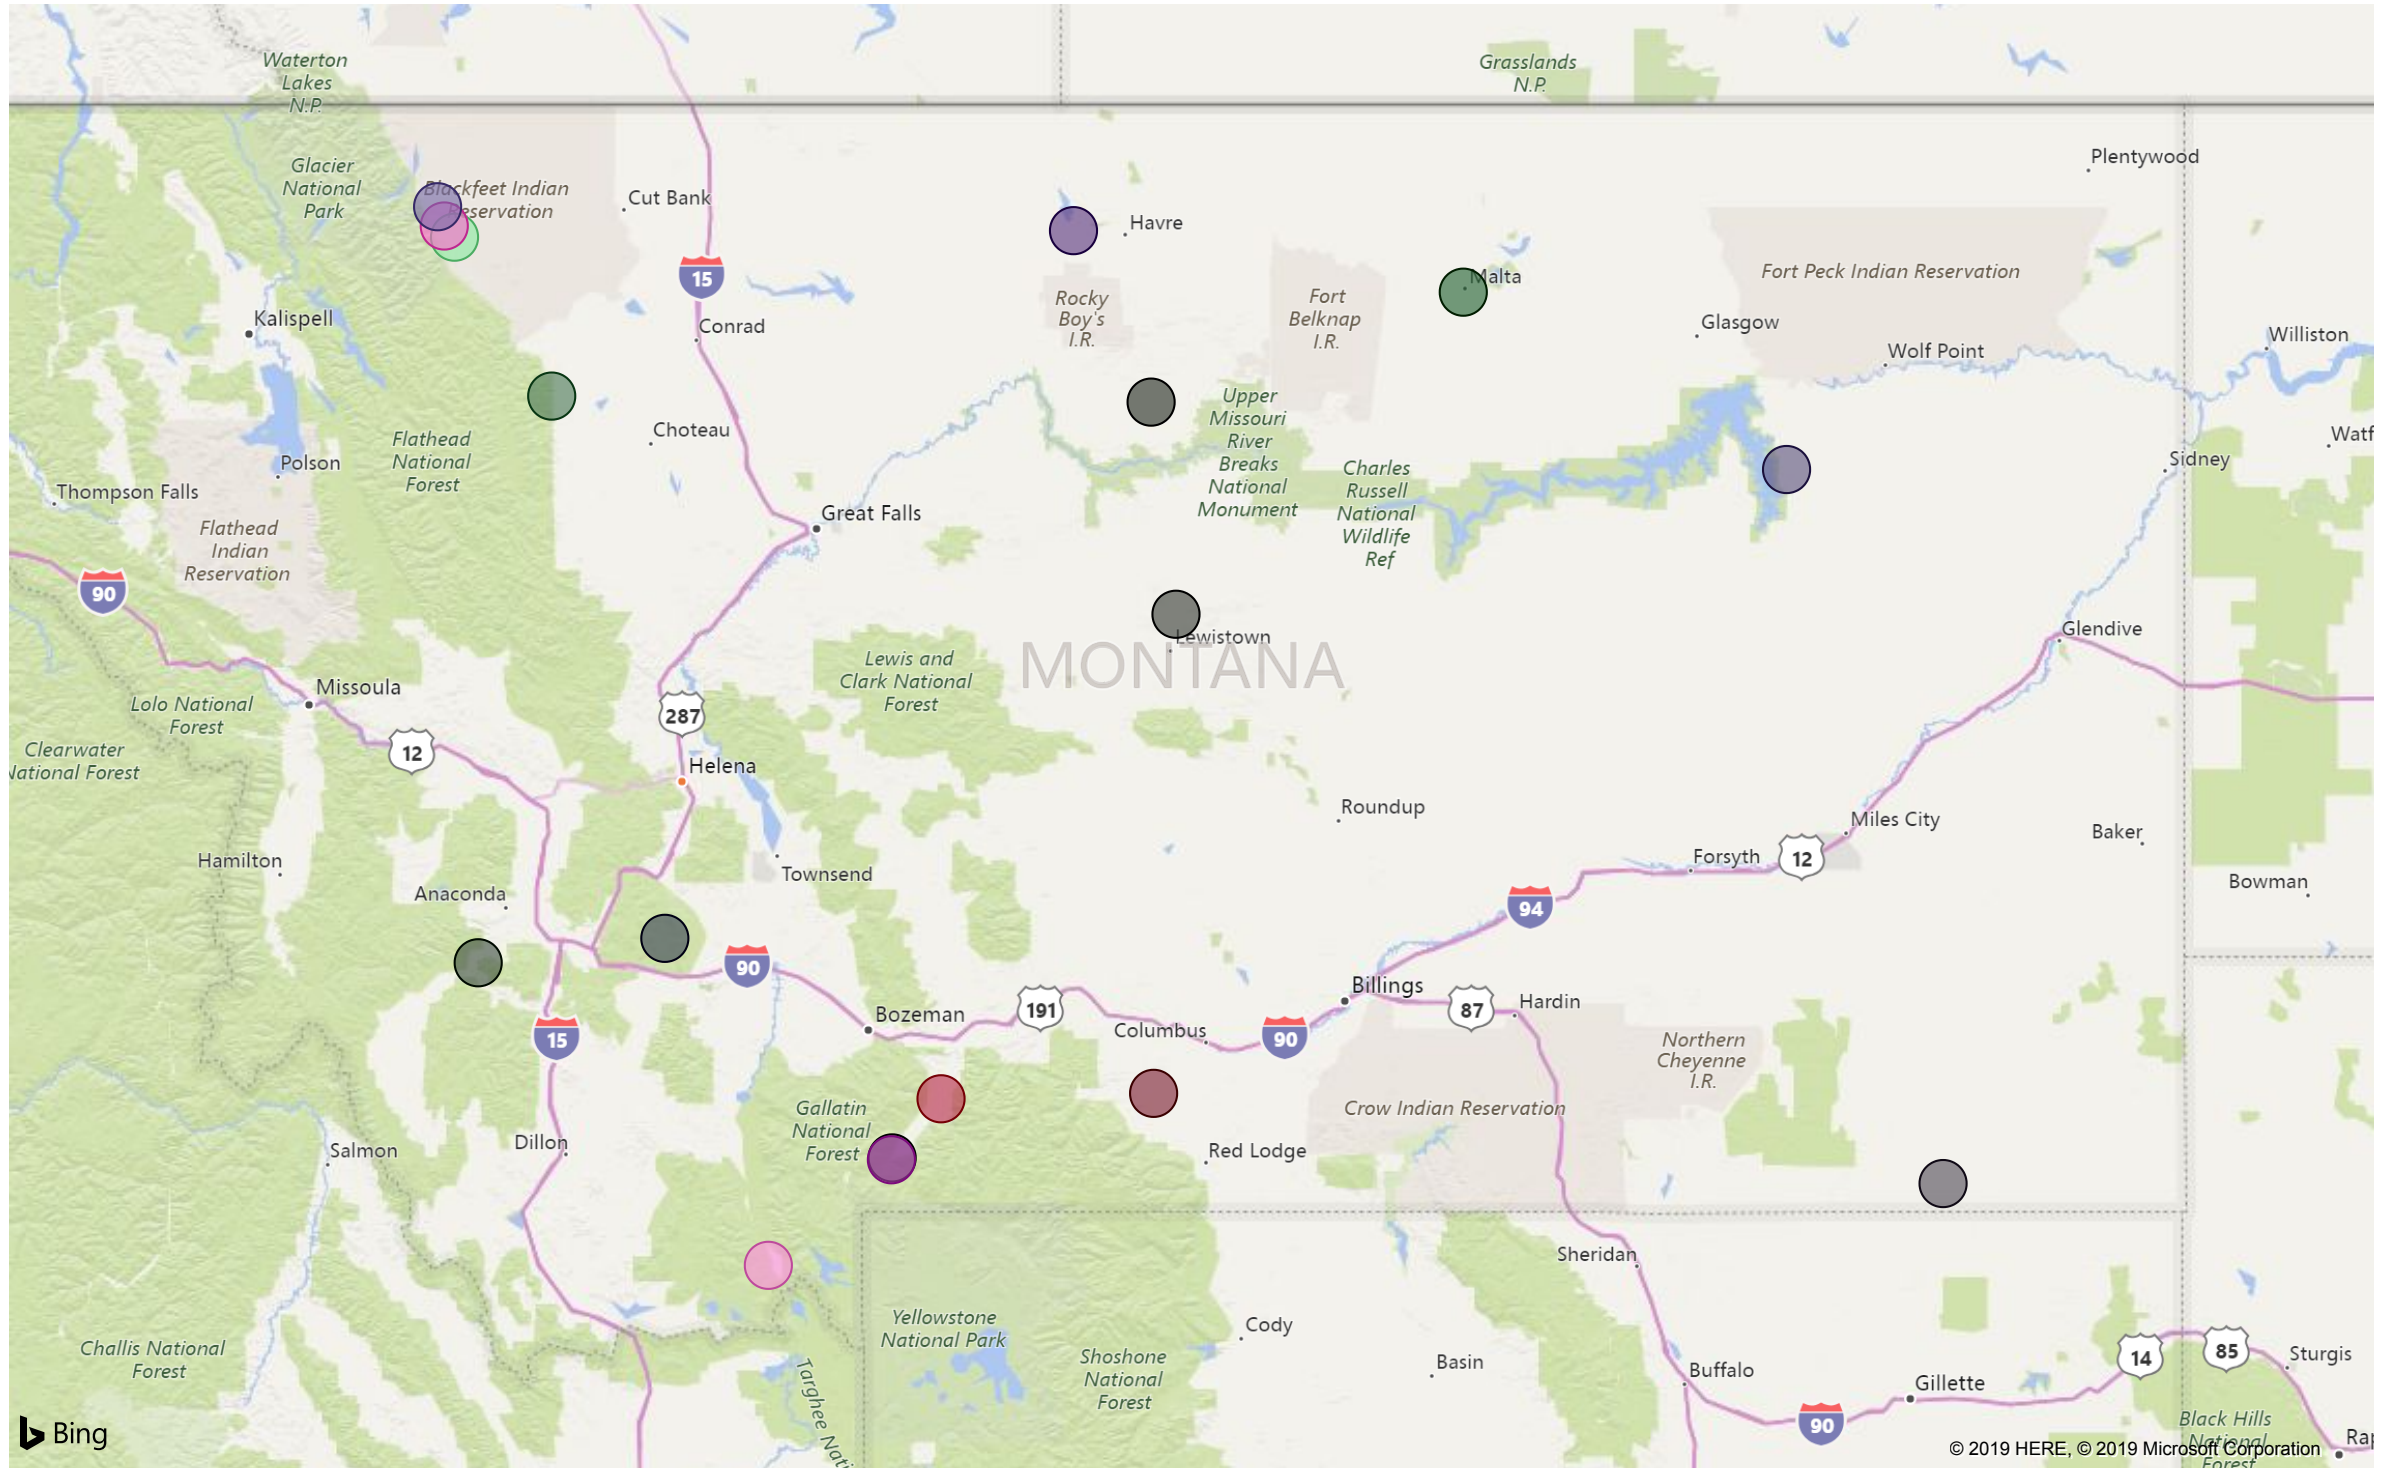 Waterton
Lakes
N.P.
Grasslands
N.P.
Plentywood
Glacier
National
Park
Blackfeet Indian
Reservation
Cut Bank
Havre
15
Malta
Fort Peck Indian Reservation
Rocky
Boy's
I.R.
Fort
Belknap
I.R.
Kalispell
Conrad
Glasgow
Wolf Point
Williston
Choteau
Flathead
National
Forest
Upper
Missouri
River
Breaks
National
Monument
Watf
Polson
Sidney
Thompson Falls
Charles
Russell
National
Wildlife
Ref
Great Falls
Flathead
Indian
Reservation
90
Lewistown
MONTANA
Glendive
Lewis and
Clark National
Forest
Missoula
Lolo National
Forest
287
12
Clearwater
National Forest
Helena
Roundup
Miles City
Baker
Forsyth
12
Hamilton
Townsend
Anaconda
Bowman
94
90
Billings
Bozeman
191
87
Hardin
Columbus
90
15
Northern
Cheyenne
I.R.
Gallatin
National
Forest
Crow Indian Reservation
Dillon
Salmon
Red Lodge
Sheridan
Yellowstone
National Park
Cody
Challis National
Forest
Shoshone
National
Forest
Basin
Buffalo
14
85
Sturgis
Gillette
Targhee Nati
90
Black Hills
National
Forest
Rap
Bing
© 2019 HERE, © 2019 Microsoft Corporation